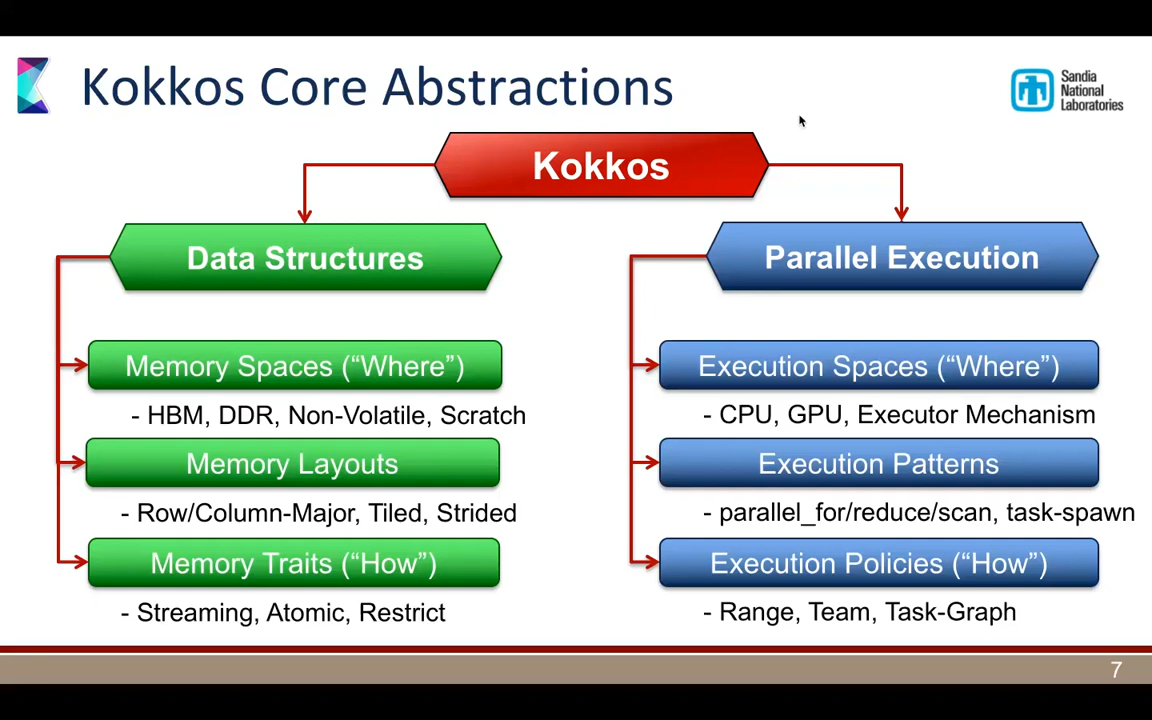 Kokkos Core Abstractions
Sandia
National
Laboratories
Kokkos
Data Structures
Parallel Execution
Memory Spaces (“Where”)
- HBM, DDR, Non-Volatile, Scratch
Memory Layouts
- Row/Column-Major, Tiled, Strided
Memory Traits (“How”)
- Streaming, Atomic, Restrict
Execution Spaces (“Where”)
- CPU, GPU, Executor Mechanism
Execution Patterns
- parallel_for/reduce/scan, task-spawn
Execution Policies (“How”)
- Range, Team, Task-Graph
7